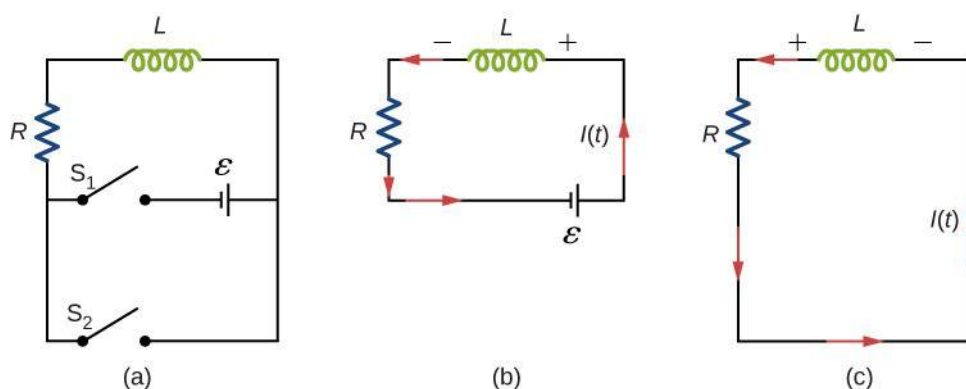 L
R
S₁
ε
S₂
(a)
− L +
R
I(t)
ε
(b)
+ L −
R
I(t)
(c)